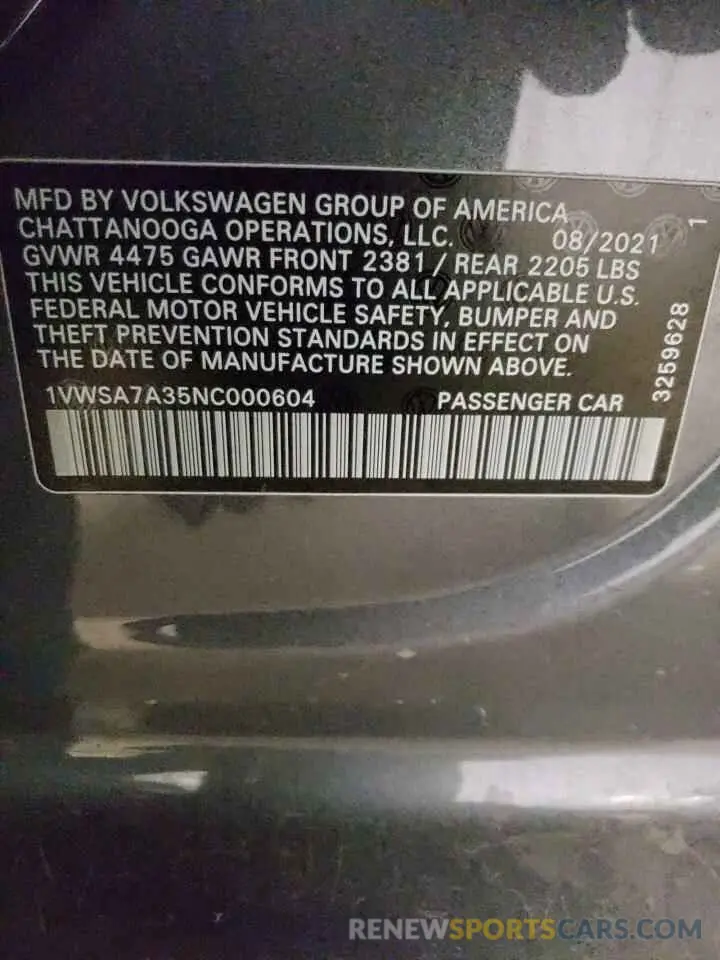 MFD BY VOLKSWAGEN GROUP OF AMERICA
CHATTANOOGA OPERATIONS, LLC. 08/2021 1
GVWR 4475 GAWR FRONT 2381 / REAR 2205 LBS
THIS VEHICLE CONFORMS TO ALL APPLICABLE U.S.
FEDERAL MOTOR VEHICLE SAFETY, BUMPER AND
THEFT PREVENTION STANDARDS IN EFFECT ON
THE DATE OF MANUFACTURE SHOWN ABOVE.
3259628
1VWSA7A35NC000604 PASSENGER CAR
RENEWSPORTSCARS.COM